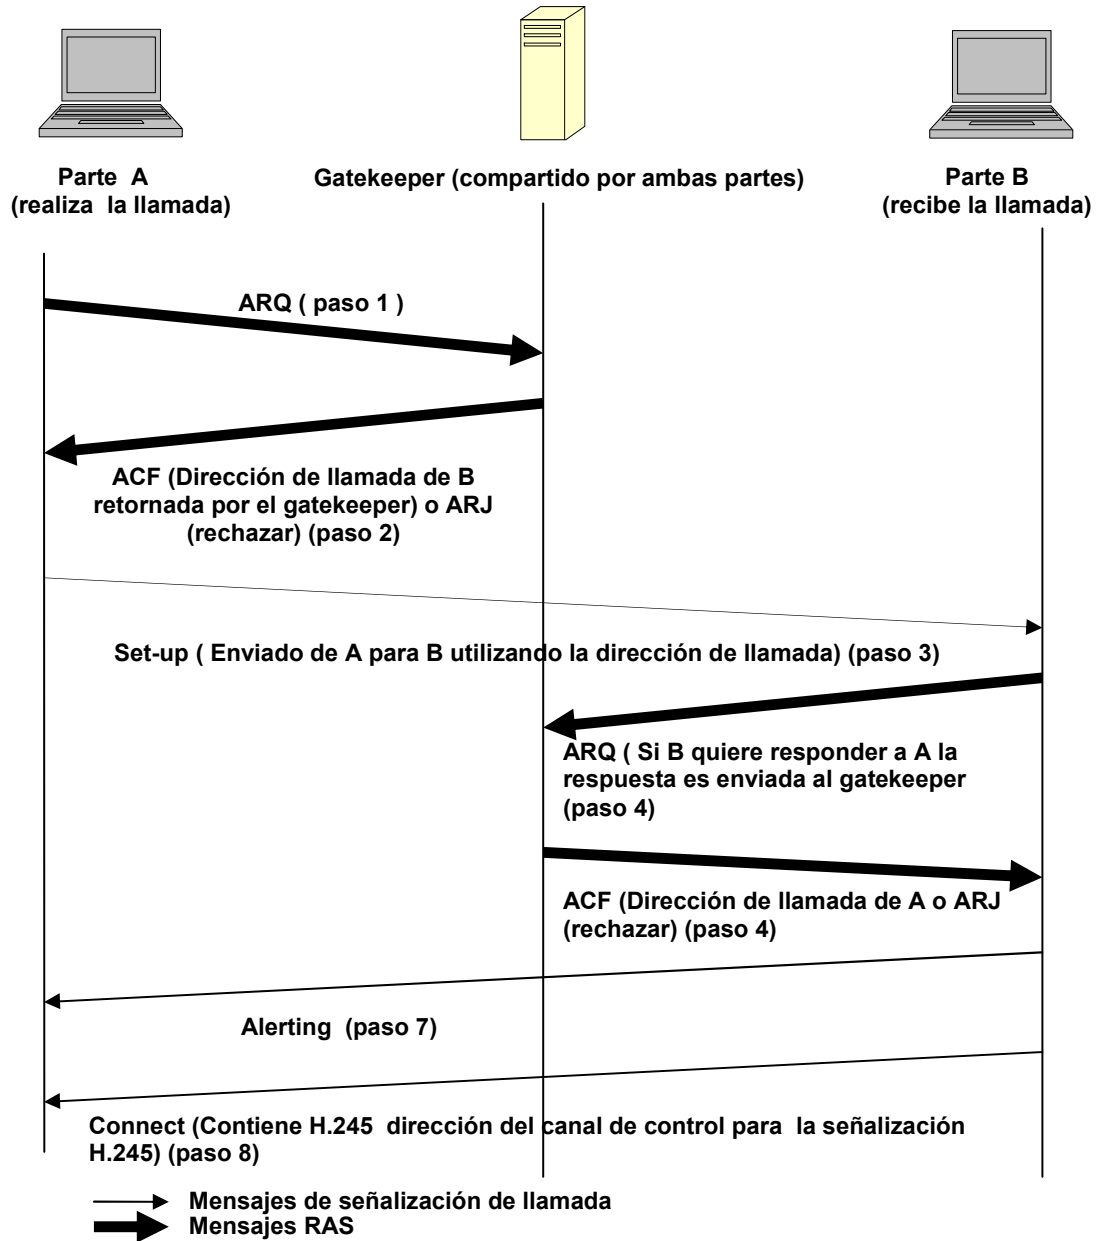 Parte A
(realiza la llamada)
Gatekeeper (compartido por ambas partes)
Parte B
(recibe la llamada)
ARQ ( paso 1 )
ACF (Dirección de llamada de B
retornada por el gatekeeper) o ARJ
(rechazar) (paso 2)
Set-up ( Enviado de A para B utilizando la dirección de llamada) (paso 3)
ARQ ( Si B quiere responder a A la
respuesta es enviada al gatekeeper
(paso 4)
ACF (Dirección de llamada de A o ARJ
(rechazar) (paso 4)
Alerting (paso 7)
Connect (Contiene H.245 dirección del canal de control para la señalización
H.245) (paso 8)
Mensajes de señalización de llamada
Mensajes RAS